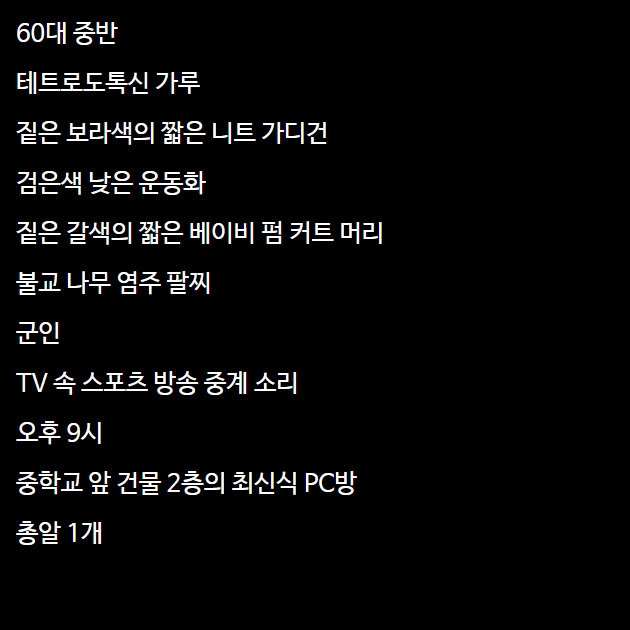 60대 중반
테트로도톡신 가루
짙은 보라색의 짧은 니트 가디건
검은색 낮은 운동화
짙은 갈색의 짧은 베이비 펌 커트 머리
불교 나무 염주 팔찌
군인
TV 속 스포츠 방송 중계 소리
오후 9시
중학교 앞 건물 2층의 최신식 PC방
총알 1개